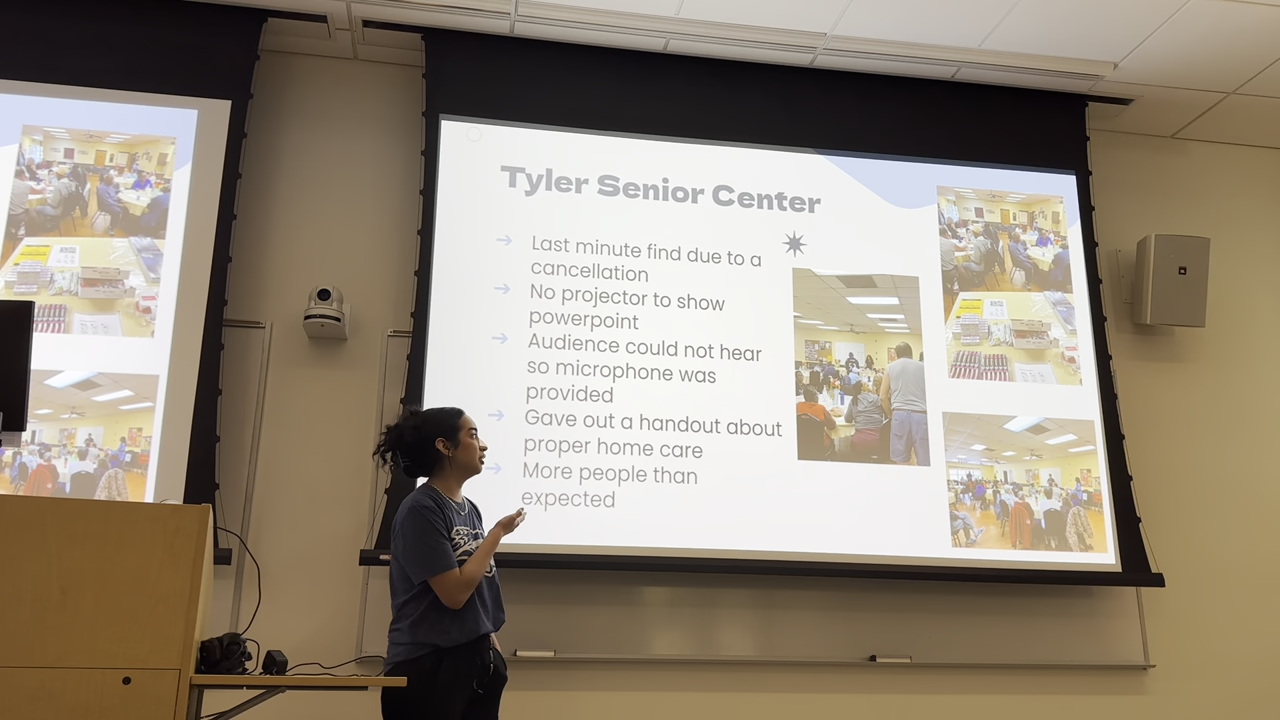 Tyler Senior Center
→ Last minute find due to a
cancellation
→ No projector to show
powerpoint
→ Audience could not hear
so microphone was
provided
→ Gave out a handout about
proper home care
→ More people than
expected